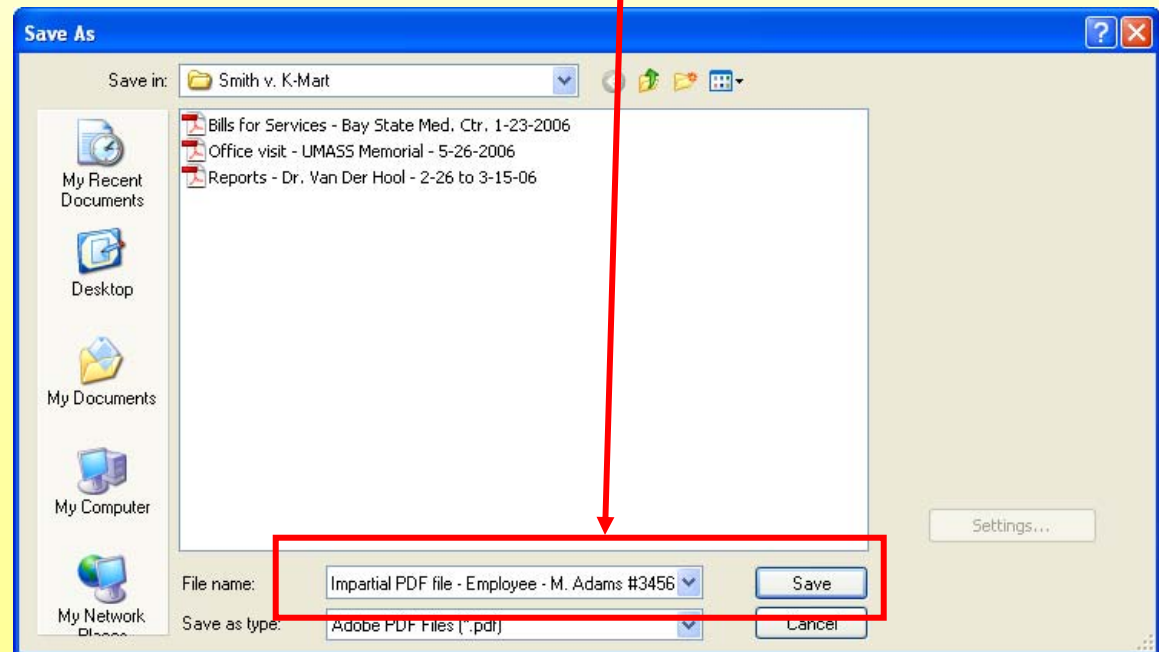 Save As
Save in: Smith v. K-Mart
Bills for Services - Bay State Med. Ctr. 1-23-2006
Office visit - UMASS Memorial - 5-26-2006
Reports - Dr. Van Der Hool - 2-26 to 3-15-06
My Recent
Documents
Desktop
My Documents
My Computer
My Network
Places
Settings...
File name: Impartial PDF file - Employee - M. Adams #3456 Save
Save as type: Adobe PDF Files (*.pdf) Cancel